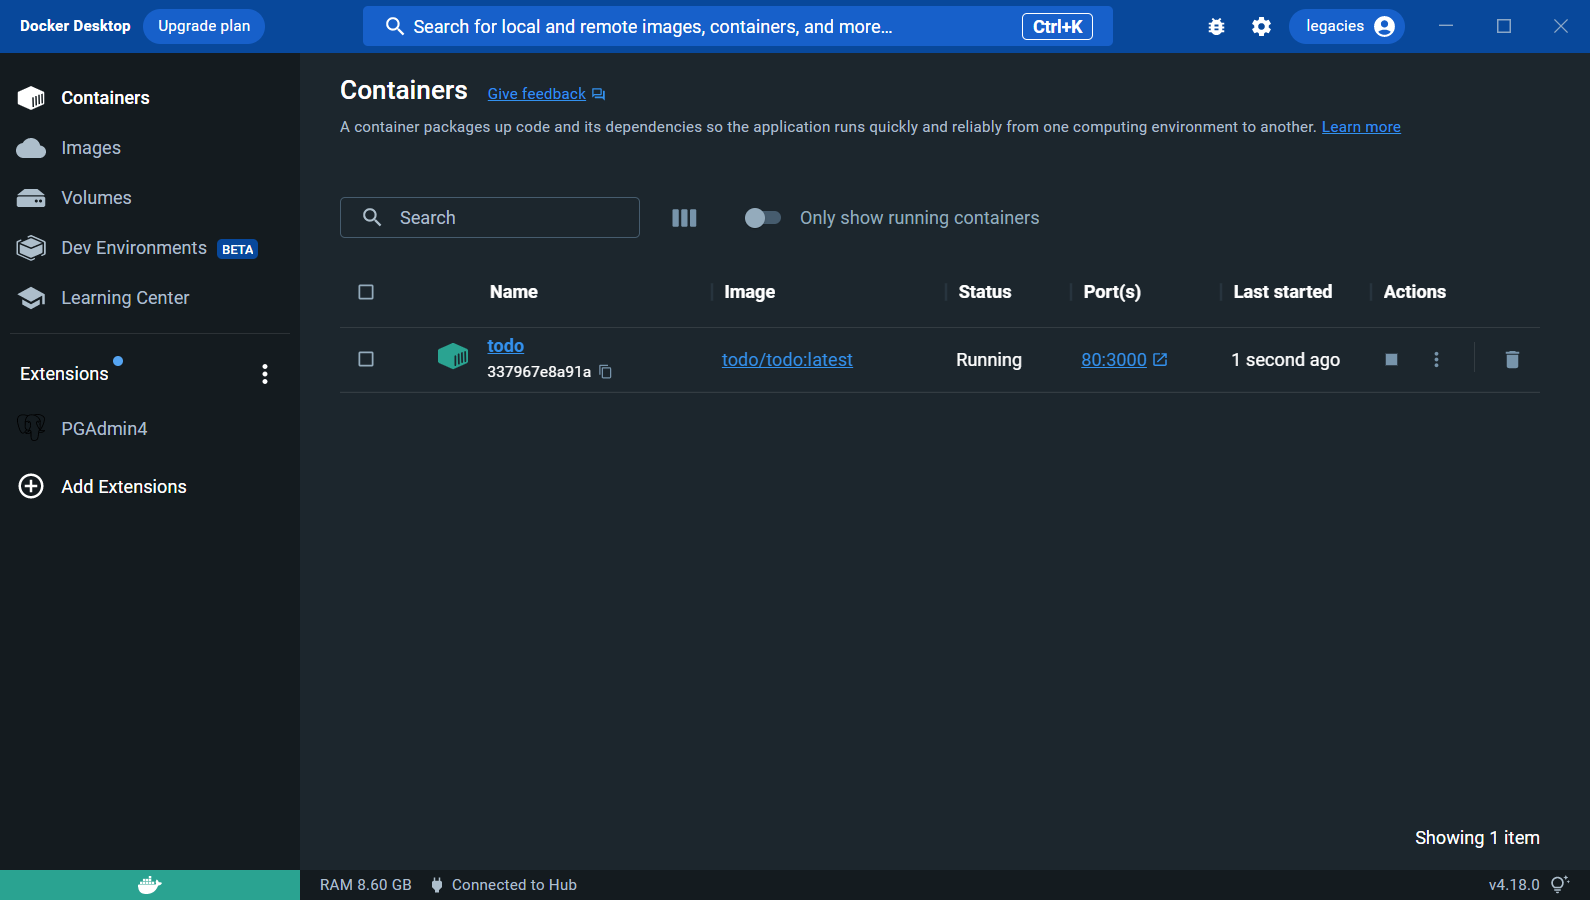 Docker Desktop
Upgrade plan
Search for local and remote images, containers, and more...
Ctrl+K
legacies
Containers
Images
Volumes
Dev Environments BETA
Learning Center
Extensions
PGAdmin4
Add Extensions
Containers Give feedback
A container packages up code and its dependencies so the application runs quickly and reliably from one computing environment to another. Learn more
Search
Only show running containers
Name Image Status Port(s) Last started Actions
todo
337967e8a91a
todo/todo:latest
Running
80:3000
1 second ago
Showing 1 item
RAM 8.60 GB Connected to Hub
v4.18.0